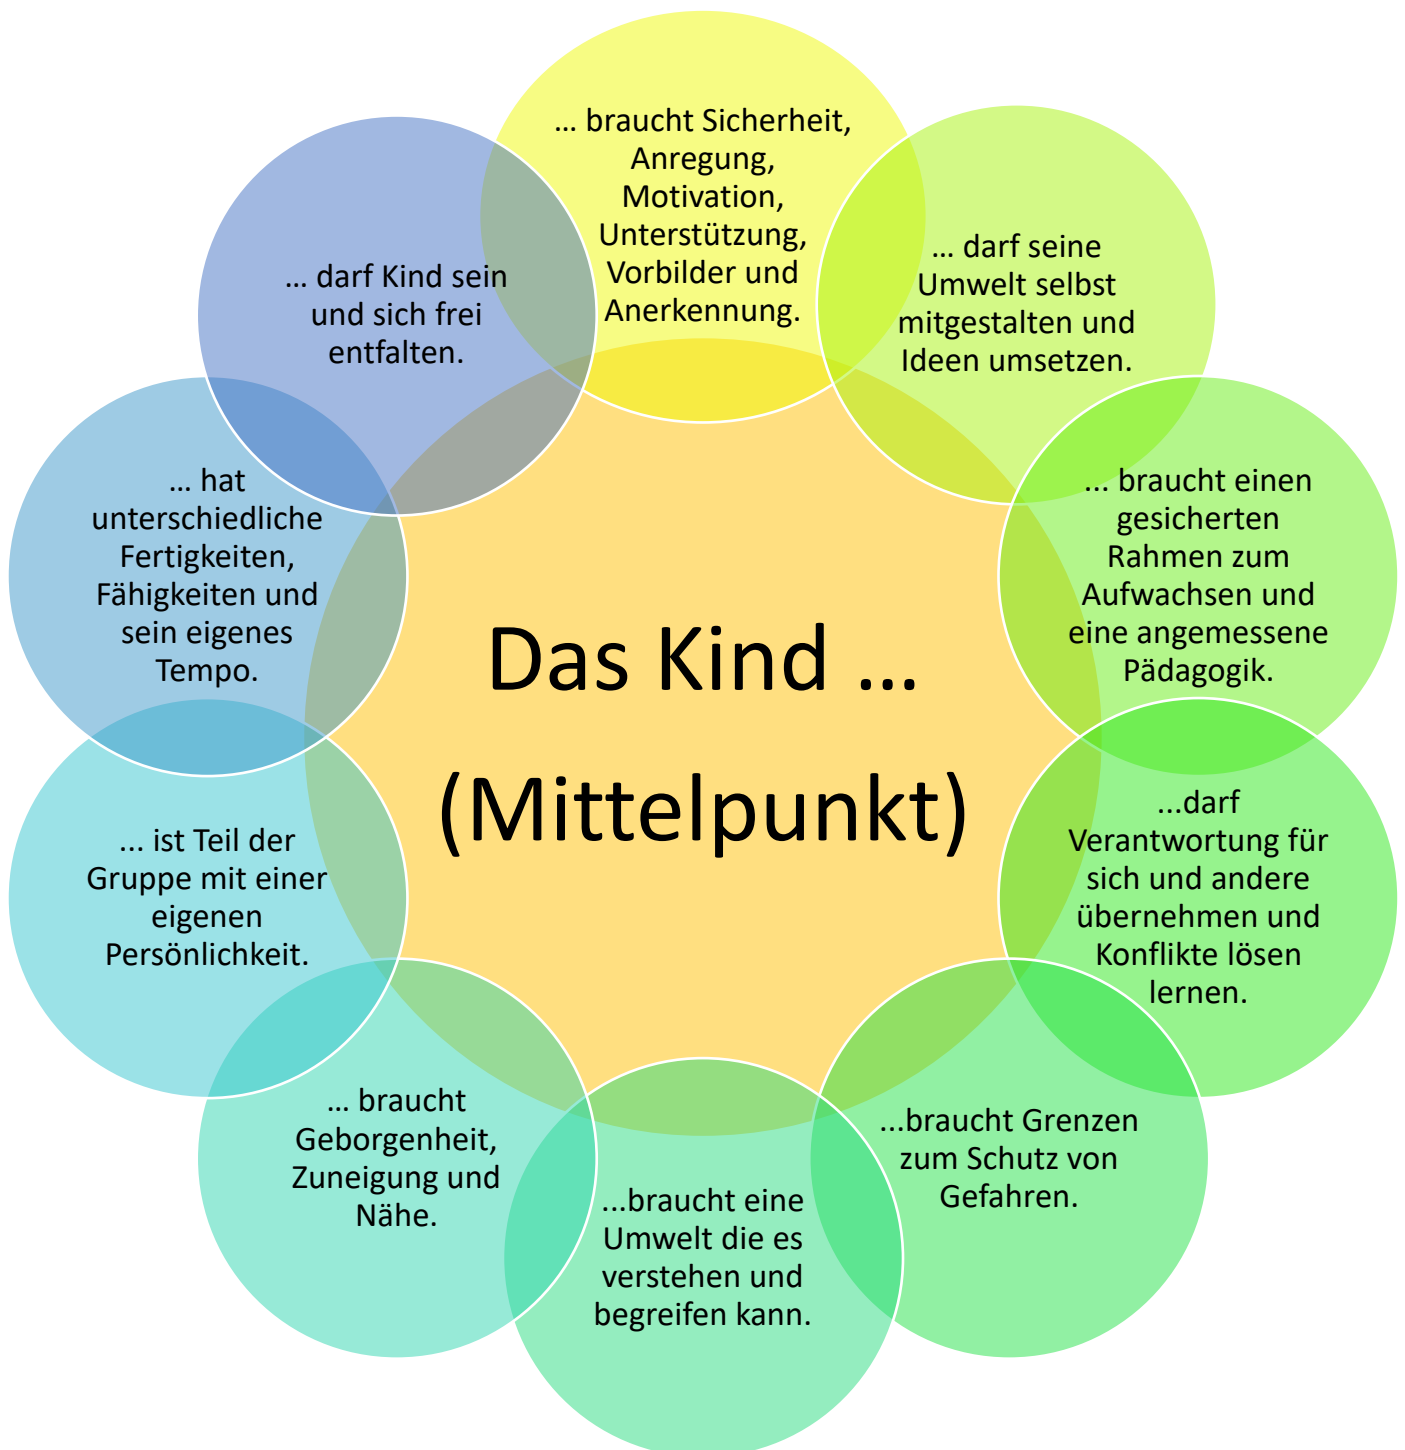 Das Kind ...
(Mittelpunkt)
... braucht Sicherheit,
Anregung,
Motivation,
Unterstützung,
Vorbilder und
Anerkennung.
... darf seine
Umwelt selbst
mitgestalten und
Ideen umsetzen.
... braucht einen
gesicherten
Rahmen zum
Aufwachsen und
eine angemessene
Pädagogik.
...darf
Verantwortung für
sich und andere
übernehmen und
Konflikte lösen
lernen.
...braucht Grenzen
zum Schutz von
Gefahren.
...braucht eine
Umwelt die es
verstehen und
begreifen kann.
... braucht
Geborgenheit,
Zuneigung und
Nähe.
... ist Teil der
Gruppe mit einer
eigenen
Persönlichkeit.
... hat
unterschiedliche
Fertigkeiten,
Fähigkeiten und
sein eigenes
Tempo.
... darf Kind sein
und sich frei
entfalten.